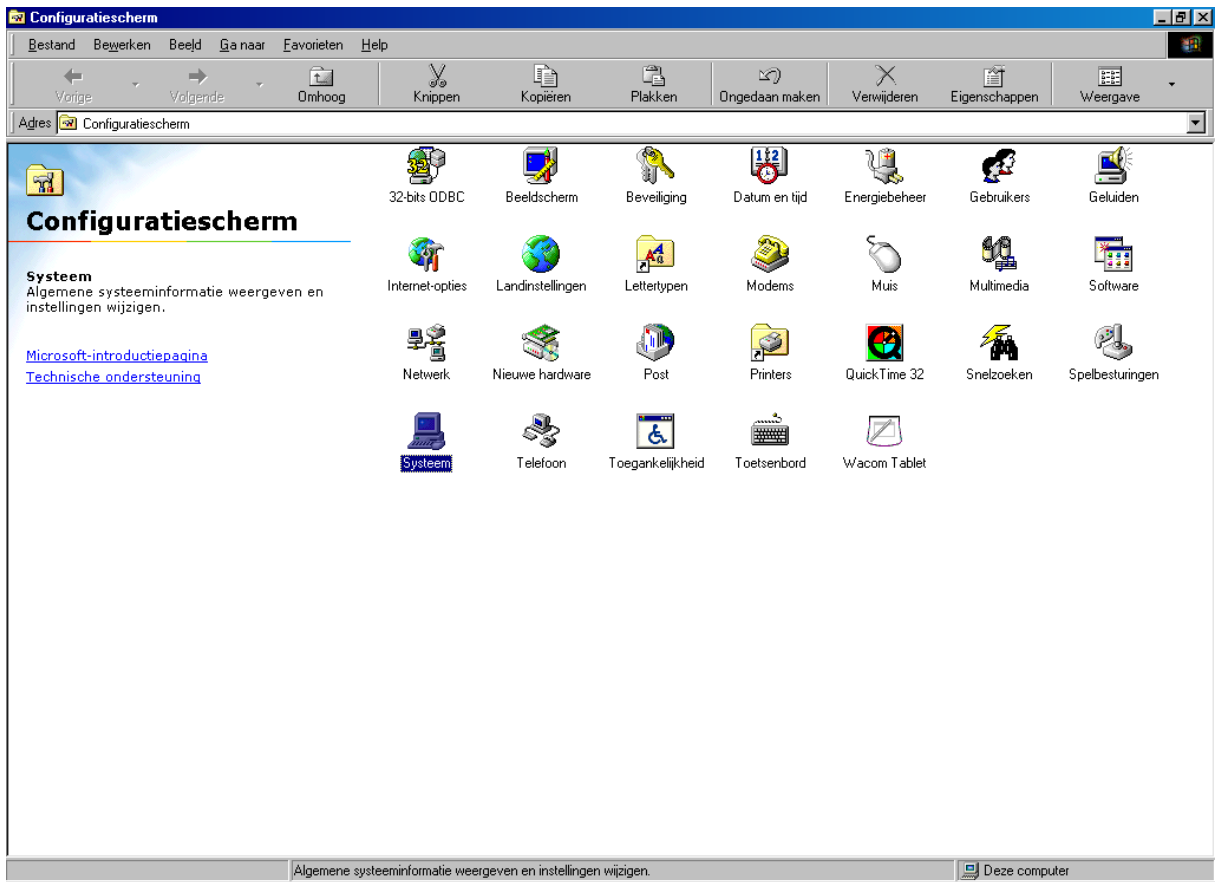 Configuratiescherm
Bestand Bewerken Beeld Ga naar Favorieten Help
Vorige Volgende Omhoog Knippen Kopiëren Plakken Ongedaan maken Verwijderen Eigenschappen Weergave
Adres Configuratiescherm
Configuratiescherm
Systeem
Algemene systeeminformatie weergeven en
instellingen wijzigen.
Microsoft-introductiepagina
Technische ondersteuning
32-bits ODBC Beeldscherm Beveiliging Datum en tijd Energiebeheer Gebruikers Geluiden
Internet-opties Landinstellingen Lettertypen Modems Muis Multimedia Software
Netwerk Nieuwe hardware Post Printers QuickTime 32 Snelzoeken Spelbesturingen
Systeem Telefoon Toegankelijkheid Toetsenbord Wacom Tablet
Algemene systeeminformatie weergeven en instellingen wijzigen. Deze computer